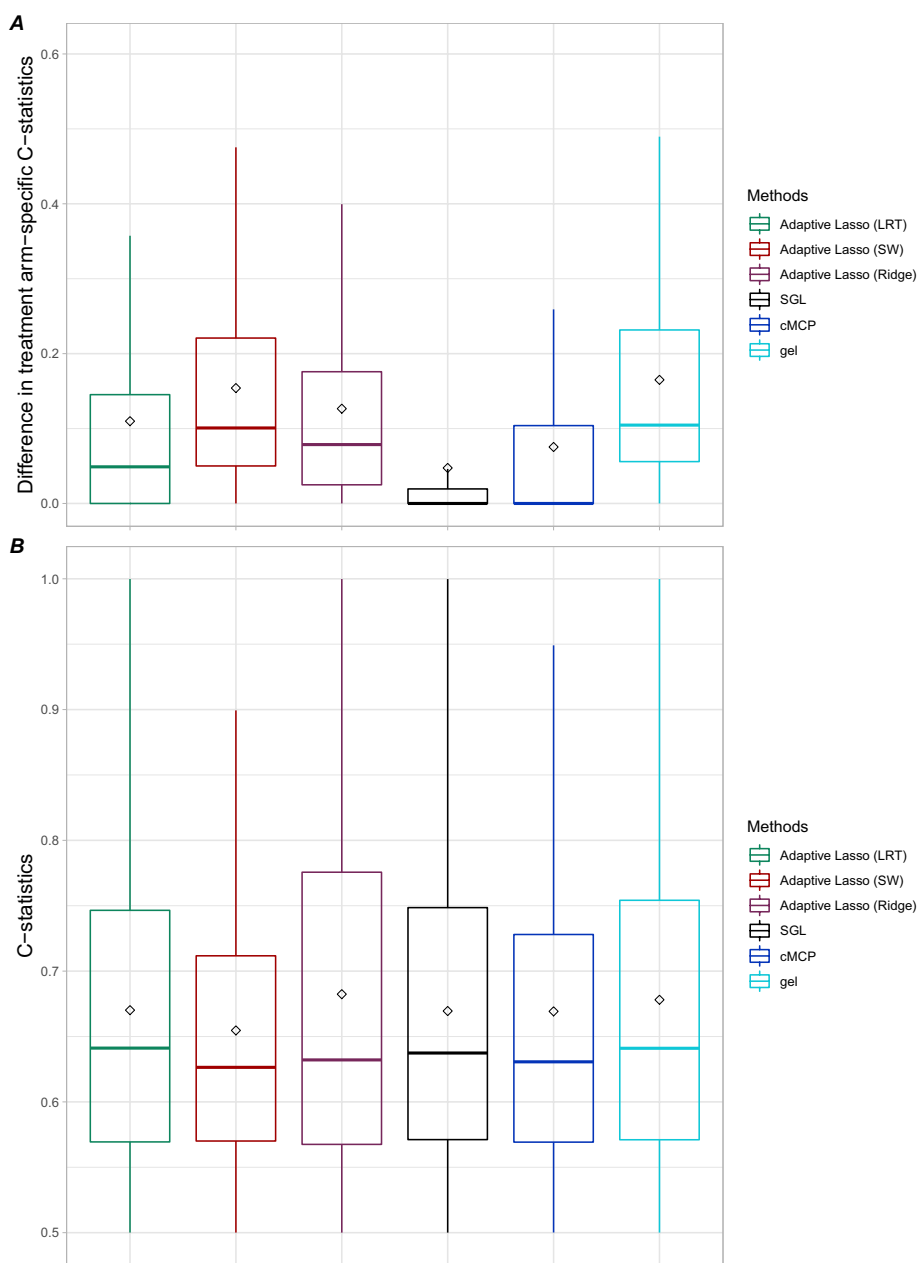 A
Difference in treatment arm−specific C−statistics
0.6
0.4
0.2
0.0
Methods
Adaptive Lasso (LRT)
Adaptive Lasso (SW)
Adaptive Lasso (Ridge)
SGL
cMCP
gel
B
C−statistics
1.0
0.9
0.8
0.7
0.6
0.5
Methods
Adaptive Lasso (LRT)
Adaptive Lasso (SW)
Adaptive Lasso (Ridge)
SGL
cMCP
gel